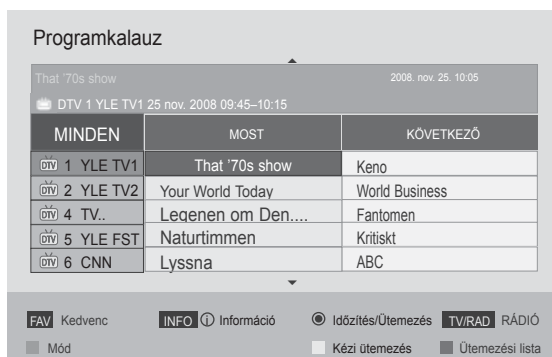 Programkalauz
That ’70s show 2008. nov. 25. 10:05
DTV 1 YLE TV1 25 nov. 2008 09:45–10:15
MINDEN MOST KÖVETKEZŐ
DTV 1 YLE TV1 That ’70s show Keno
DTV 2 YLE TV2 Your World Today World Business
DTV 4 TV.. Legenen om Den.... Fantomen
DTV 5 YLE FST Naturtimmen Kritiskt
DTV 6 CNN Lyssna ABC
FAV Kedvenc INFO i Információ Időzítés/Ütemezés TV/RAD RÁDIÓ
Mód Kézi ütemezés Ütemezési lista